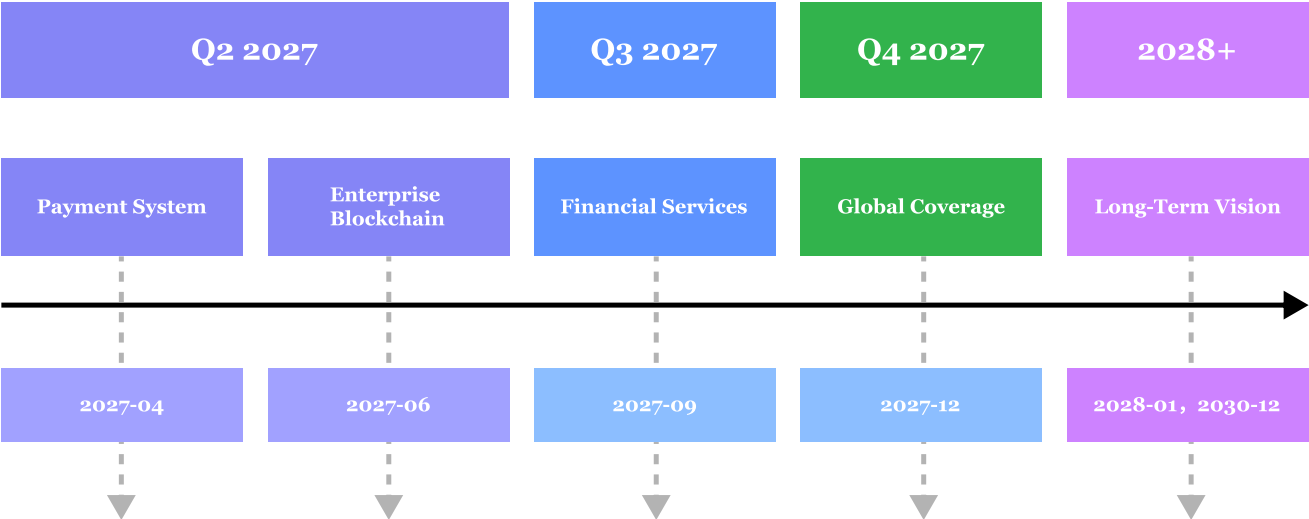 Q2 2027
Q3 2027
Q4 2027
2028+
Payment System
Enterprise
Blockchain
Financial Services
Global Coverage
Long-Term Vision
2027-04
2027-06
2027-09
2027-12
2028-01，2030-12